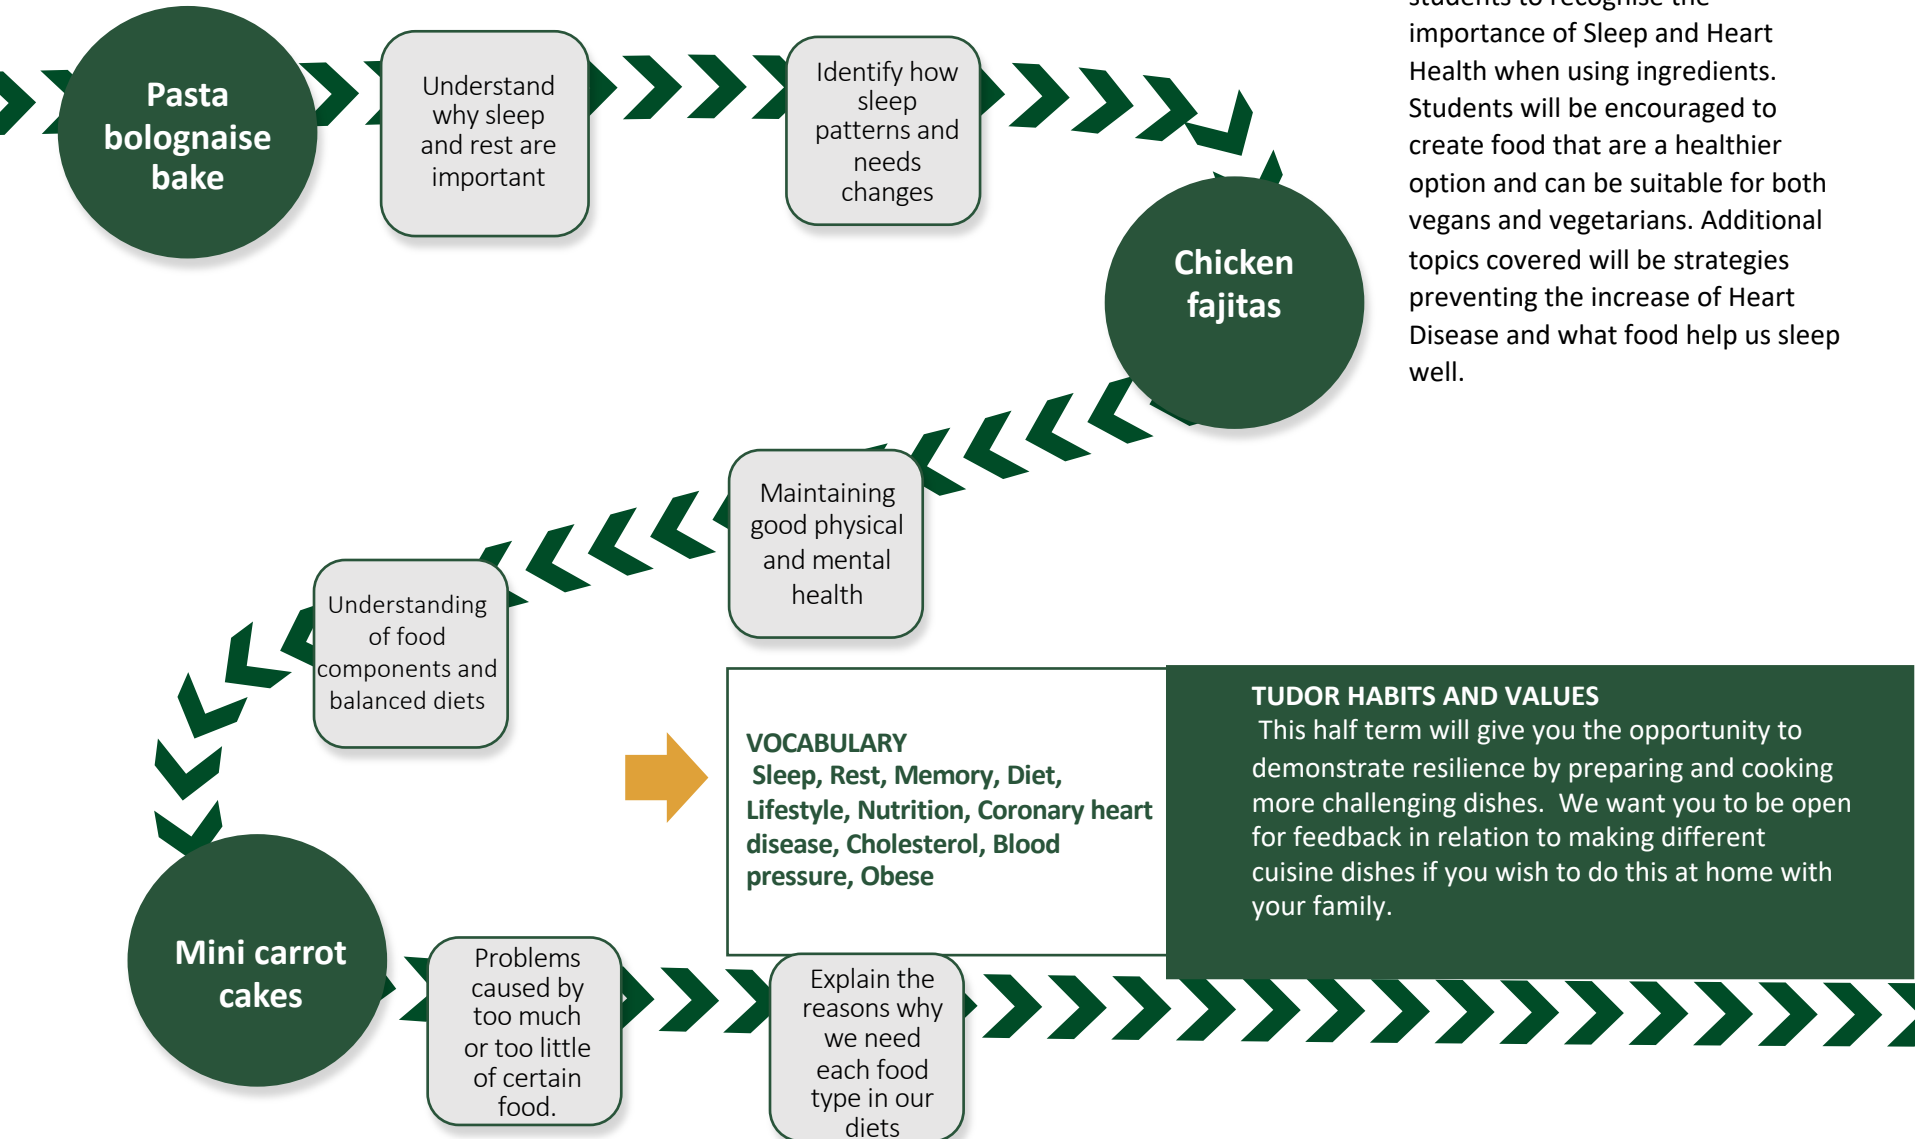 Pasta
bolognaise
bake
Understand
why sleep
and rest are
important
Identify how
sleep
patterns and
needs
changes
students to recognise the
importance of Sleep and Heart
Health when using ingredients.
Students will be encouraged to
create food that are a healthier
option and can be suitable for both
vegans and vegetarians. Additional
topics covered will be strategies
preventing the increase of Heart
Disease and what food help us sleep
well.
Chicken
fajitas
Maintaining
good physical
and mental
health
Understanding
of food
components and
balanced diets
VOCABULARY
Sleep, Rest, Memory, Diet,
Lifestyle, Nutrition, Coronary heart
disease, Cholesterol, Blood
pressure, Obese
TUDOR HABITS AND VALUES
This half term will give you the opportunity to
demonstrate resilience by preparing and cooking
more challenging dishes.  We want you to be open
for feedback in relation to making different
cuisine dishes if you wish to do this at home with
your family.
Mini carrot
cakes
Problems
caused by
too much
or too little
of certain
food.
Explain the
reasons why
we need
each food
type in our
diets